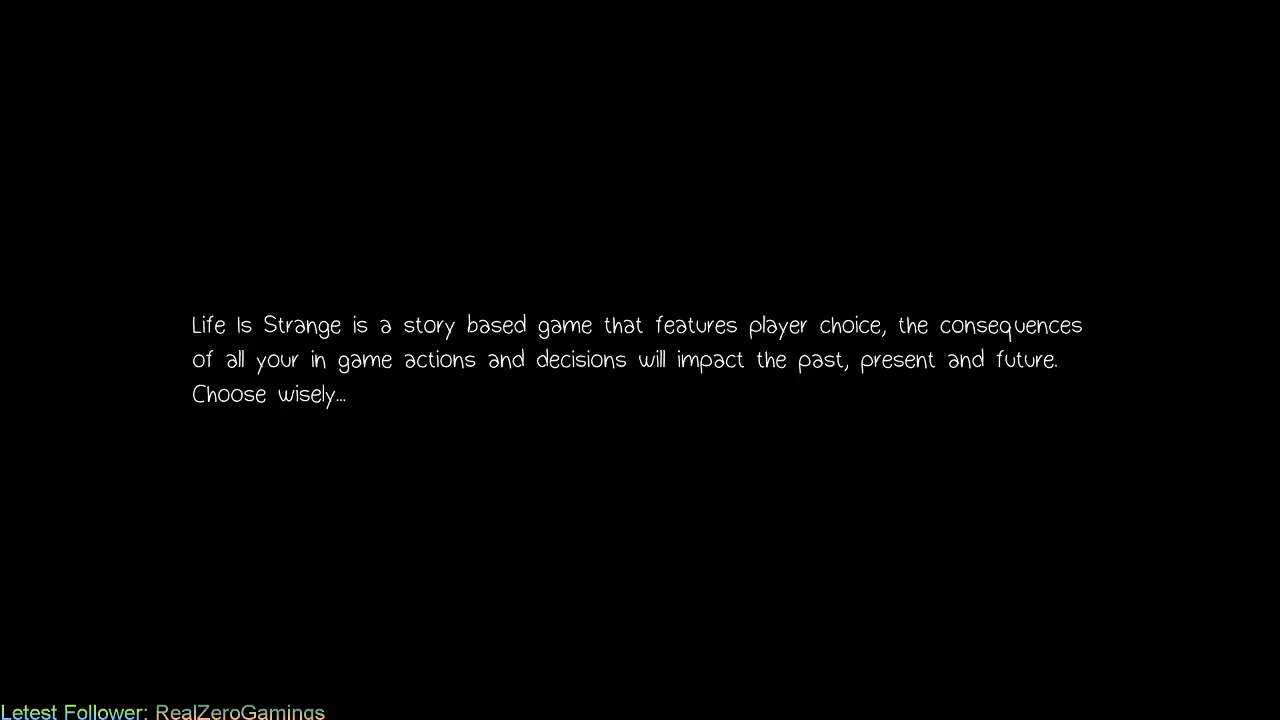 Life Is Strange is a story based game that features player choice, the consequences
of all your in game actions and decisions will impact the past, present and future.
Choose wisely...
Letest Follower: RealZeroGamings